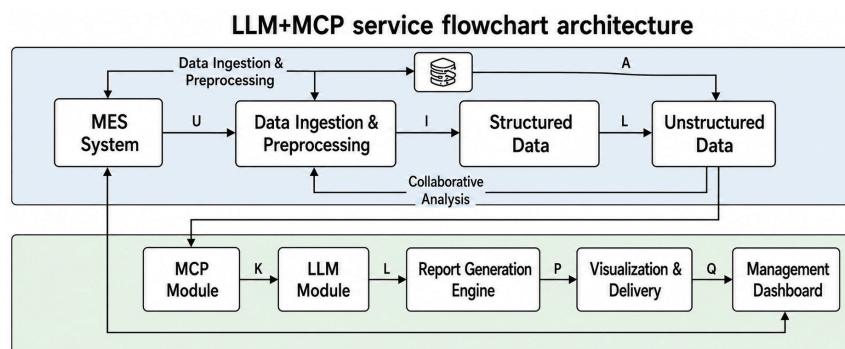 LLM+MCP service flowchart architecture
Data Ingestion &
Preprocessing
A
MES
System
U
Data Ingestion &
Preprocessing
I
Structured
Data
L
Unstructured
Data
Collaborative
Analysis
MCP
Module
K
LLM
Module
L
Report Generation
Engine
P
Visualization &
Delivery
Q
Management
Dashboard